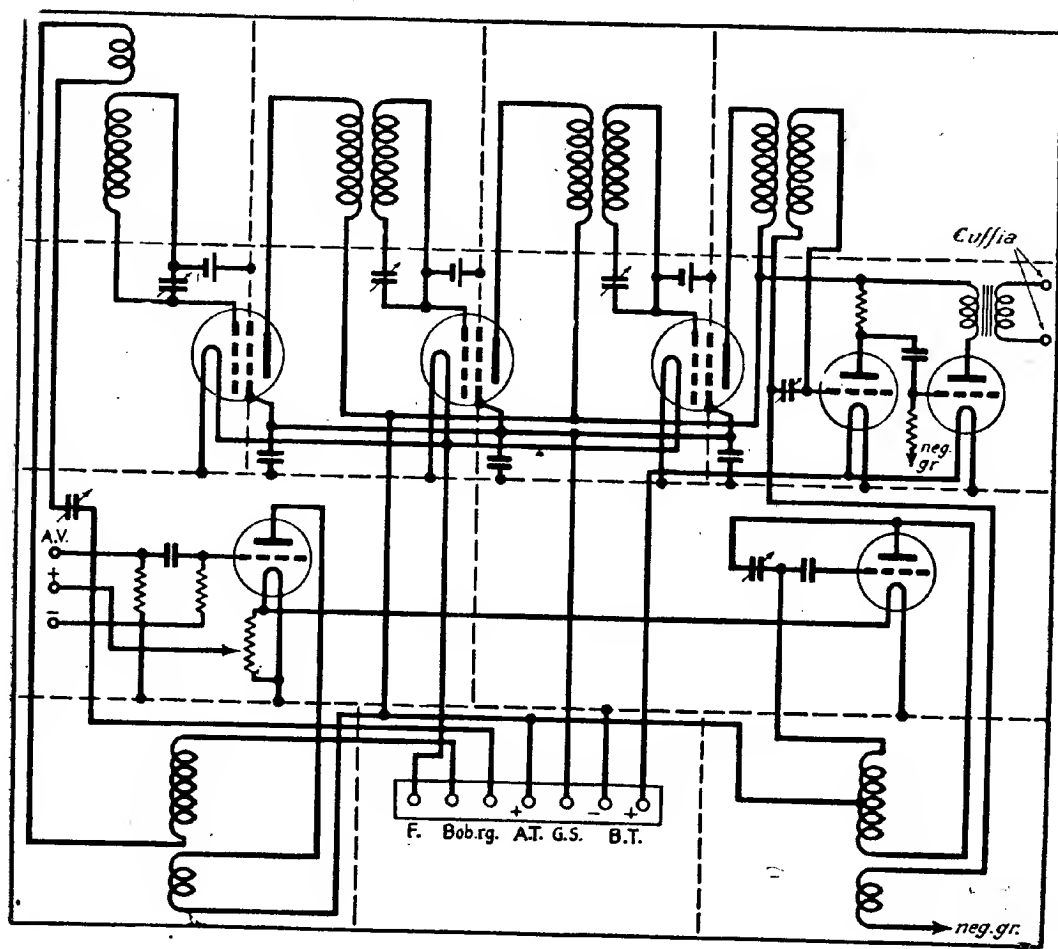 Cuffia
neg.
gr
A.V.
+
−
+ − +
F. Bob.rg. A.T. G.S. B.T.
neg.gr.